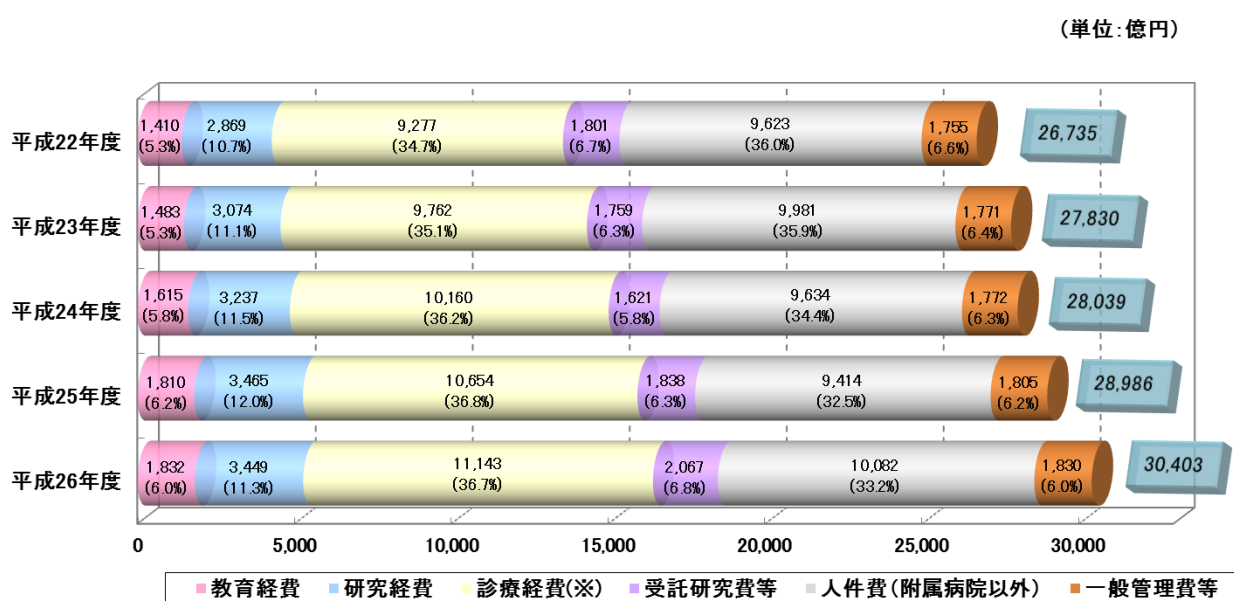 (単位:億円)
1,410 2,869 9,277 1,801 9,623 1,755 26,735
平成22年度 (5.3%) (10.7%) (34.7%) (6.7%) (36.0%) (6.6%)
1,483 3,074 9,762 1,759 9,981 1,771 27,830
平成23年度 (5.3%) (11.1%) (35.1%) (6.3%) (35.9%) (6.4%)
1,615 3,237 10,160 1,621 9,634 1,772 28,039
平成24年度 (5.8%) (11.5%) (36.2%) (5.8%) (34.4%) (6.3%)
1,810 3,465 10,654 1,838 9,414 1,805 28,986
平成25年度 (6.2%) (12.0%) (36.8%) (6.3%) (32.5%) (6.2%)
1,832 3,449 11,143 2,067 10,082 1,830 30,403
平成26年度 (6.0%) (11.3%) (36.7%) (6.8%) (33.2%) (6.0%)
0 5,000 10,000 15,000 20,000 25,000 30,000
教育経費 研究経費 診療経費(※) 受託研究費等 人件費(附属病院以外) 一般管理費等